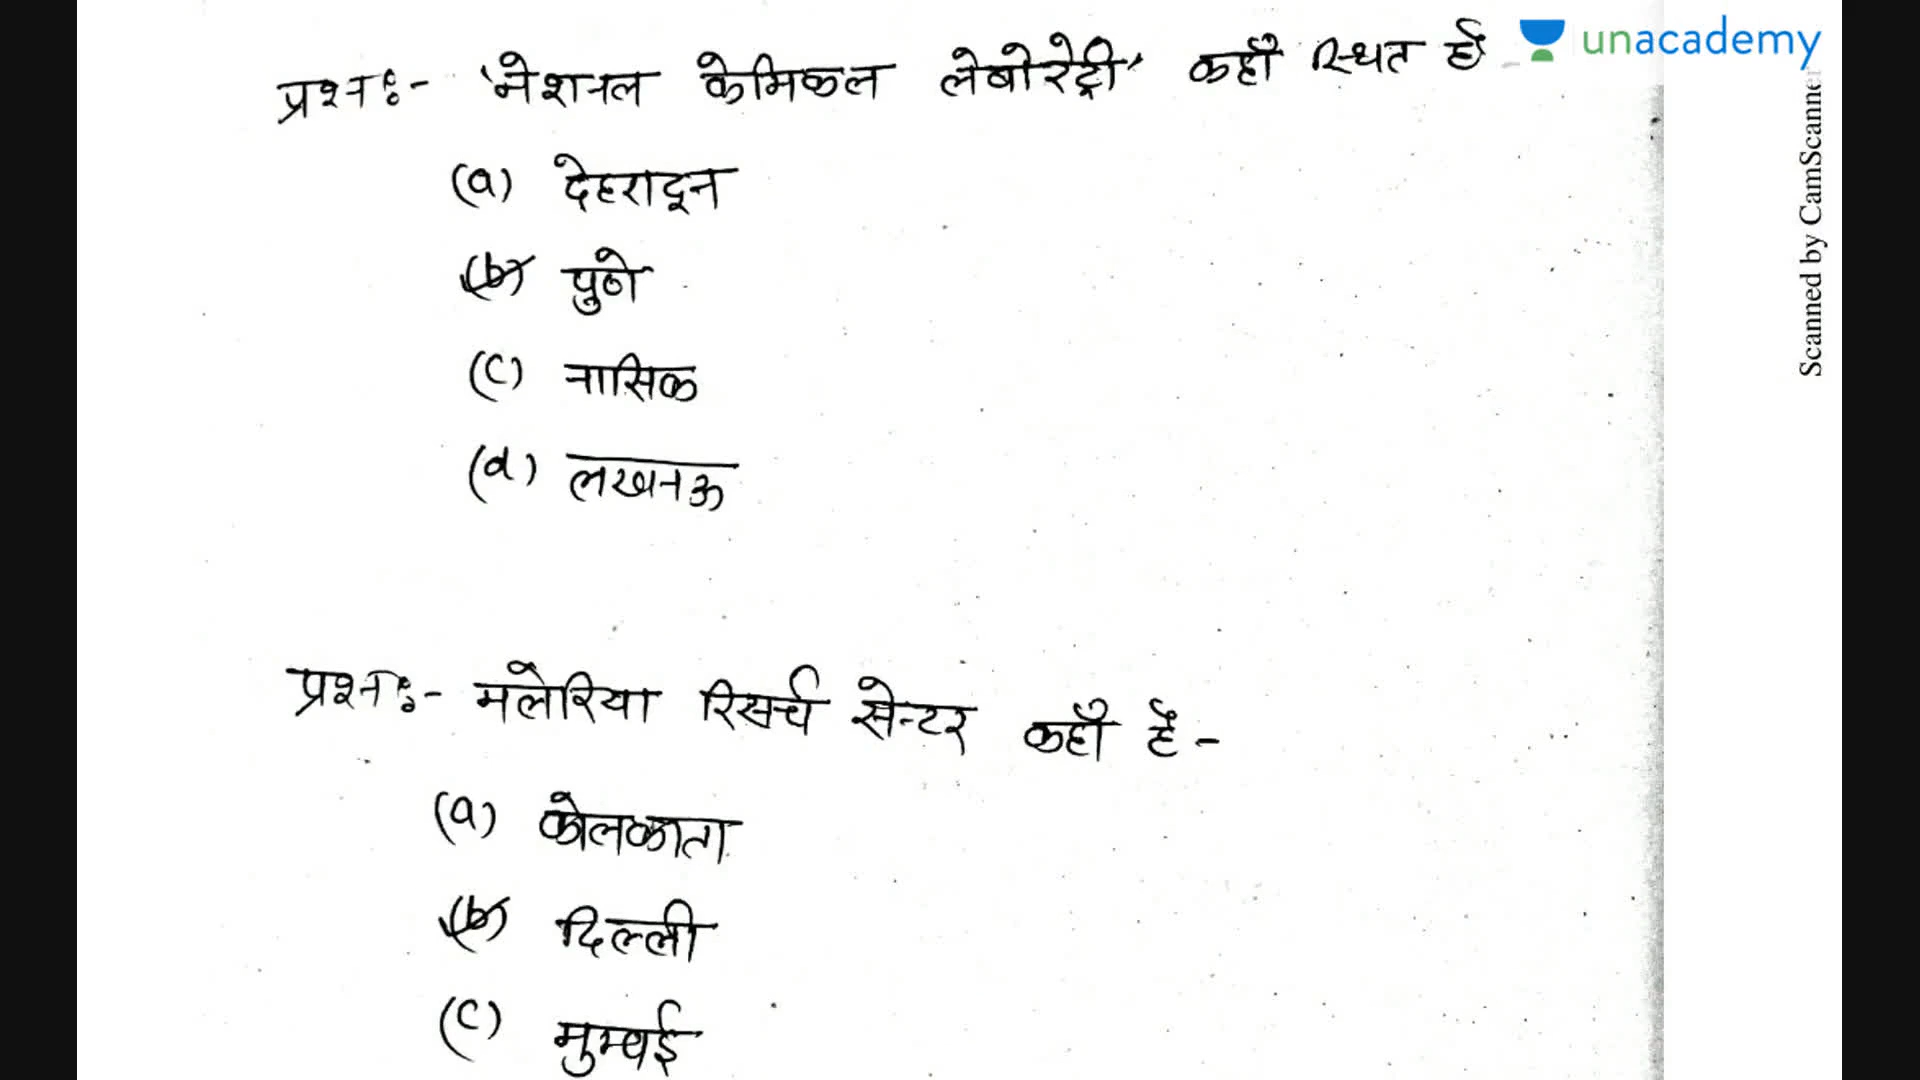 प्रश्नः- 'नेशनल केमिकल लेबोरेट्री' कहाँ स्थित है -
unacademy
(a) देहरादून
(b) पुणे
(c) नासिक
(d) लखनऊ
प्रश्नः- मलेरिया रिसर्च सेन्टर कहाँ है -
(a) कोलकाता
(b) दिल्ली
(c) मुम्बई
Scanned by CamScanner